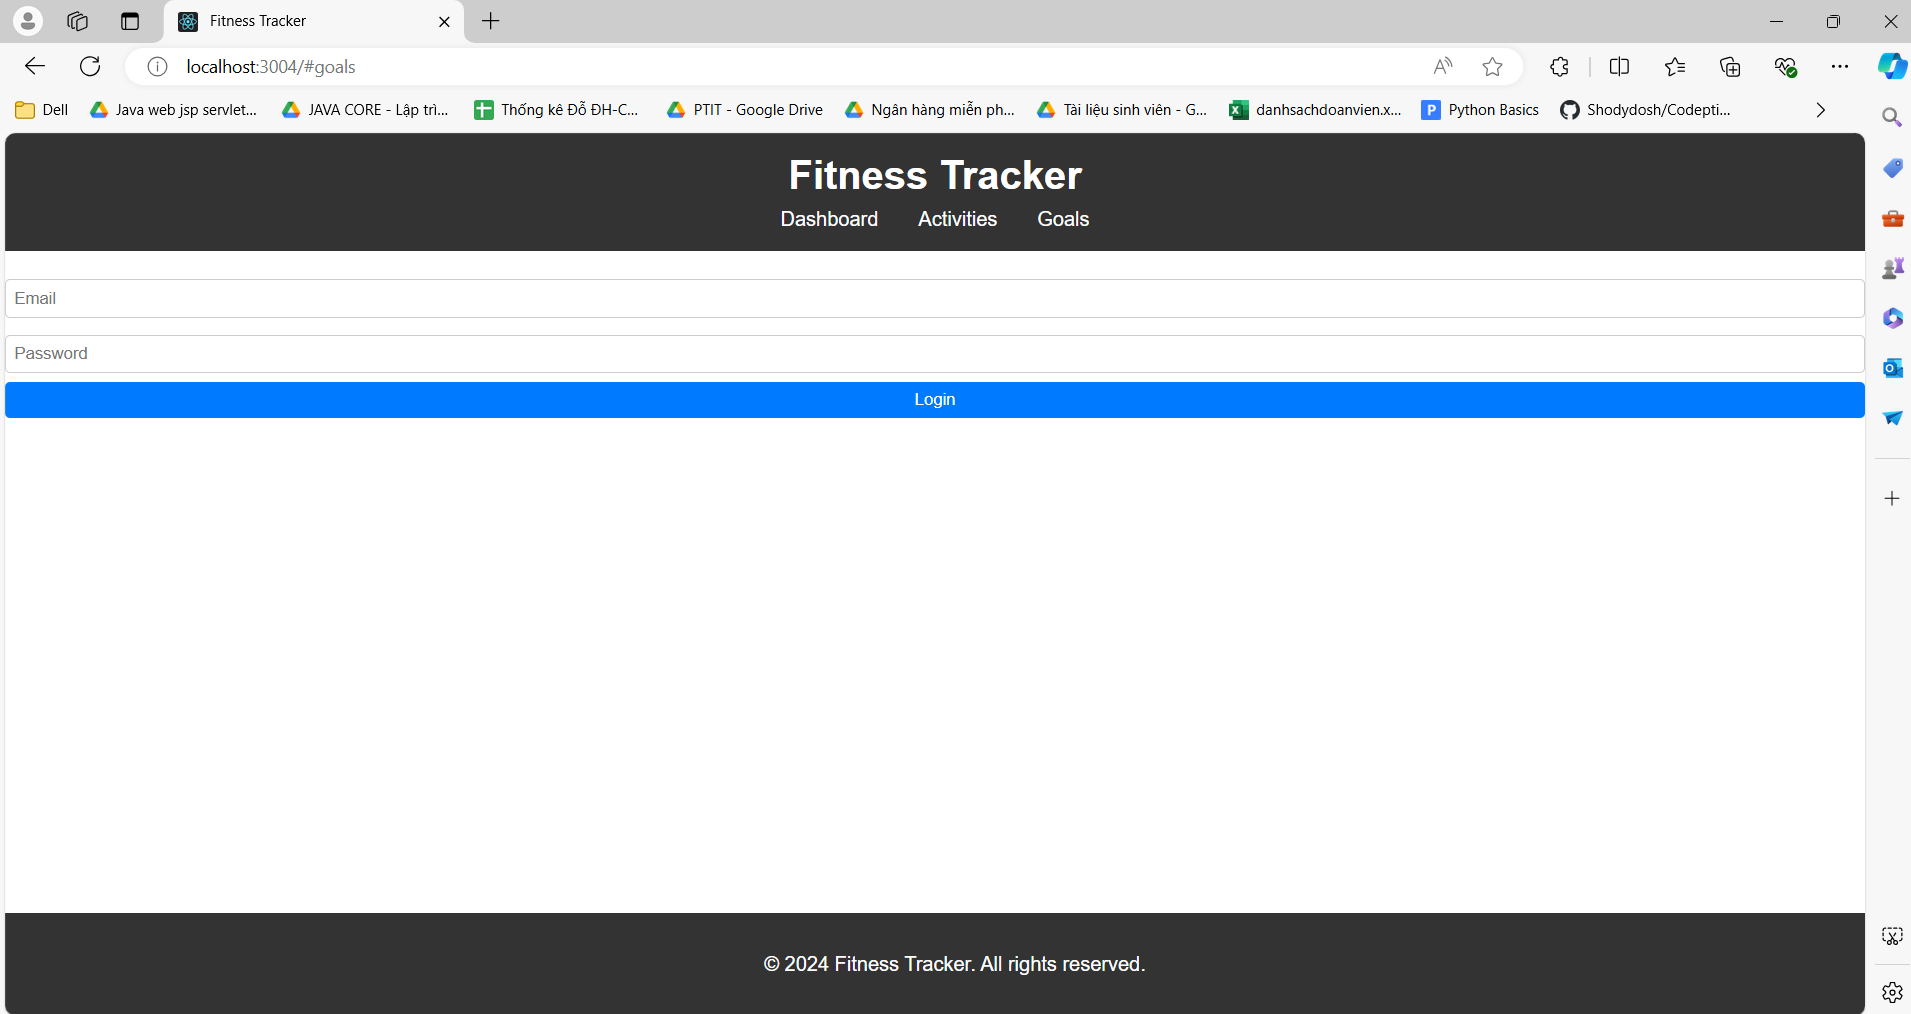 Fitness Tracker
localhost:3004/#goals
Dell Java web jsp servlet... JAVA CORE - Lập trì... Thống kê Đỗ ĐH-C... PTIT - Google Drive Ngân hàng miễn ph... Tài liệu sinh viên - G... danhsachdoanvien.x... P Python Basics Shodydosh/Codepti...
Fitness Tracker
Dashboard Activities Goals
Email
Password
Login
© 2024 Fitness Tracker. All rights reserved.